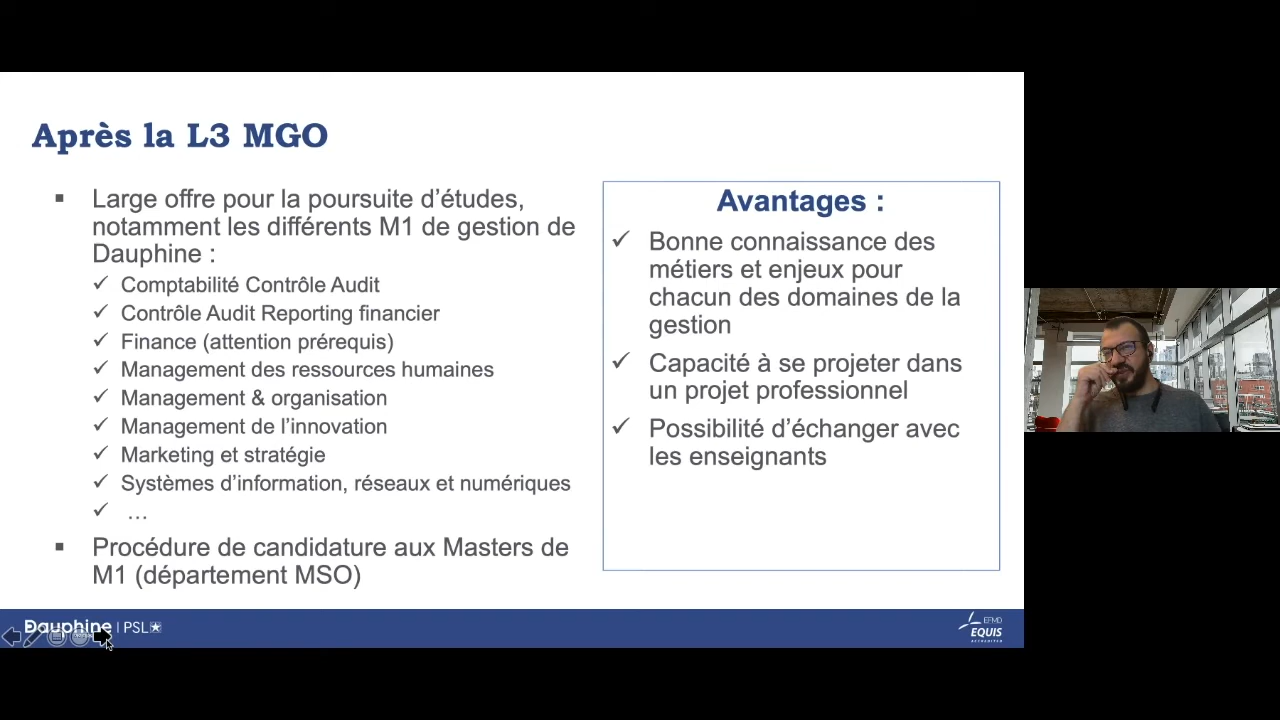 Après la L3 MGO
Large offre pour la poursuite d’études,
notamment les différents M1 de gestion de
Dauphine :
Comptabilité Contrôle Audit
Contrôle Audit Reporting financier
Finance (attention prérequis)
Management des ressources humaines
Management & organisation
Management de l’innovation
Marketing et stratégie
Systèmes d’information, réseaux et numériques
…
Procédure de candidature aux Masters de
M1 (département MSO)
Avantages :
Bonne connaissance des
métiers et enjeux pour
chacun des domaines de la
gestion
Capacité à se projeter dans
un projet professionnel
Possibilité d’échanger avec
les enseignants
Dauphine | PSL
EFMD
EQUIS
ACCREDITED